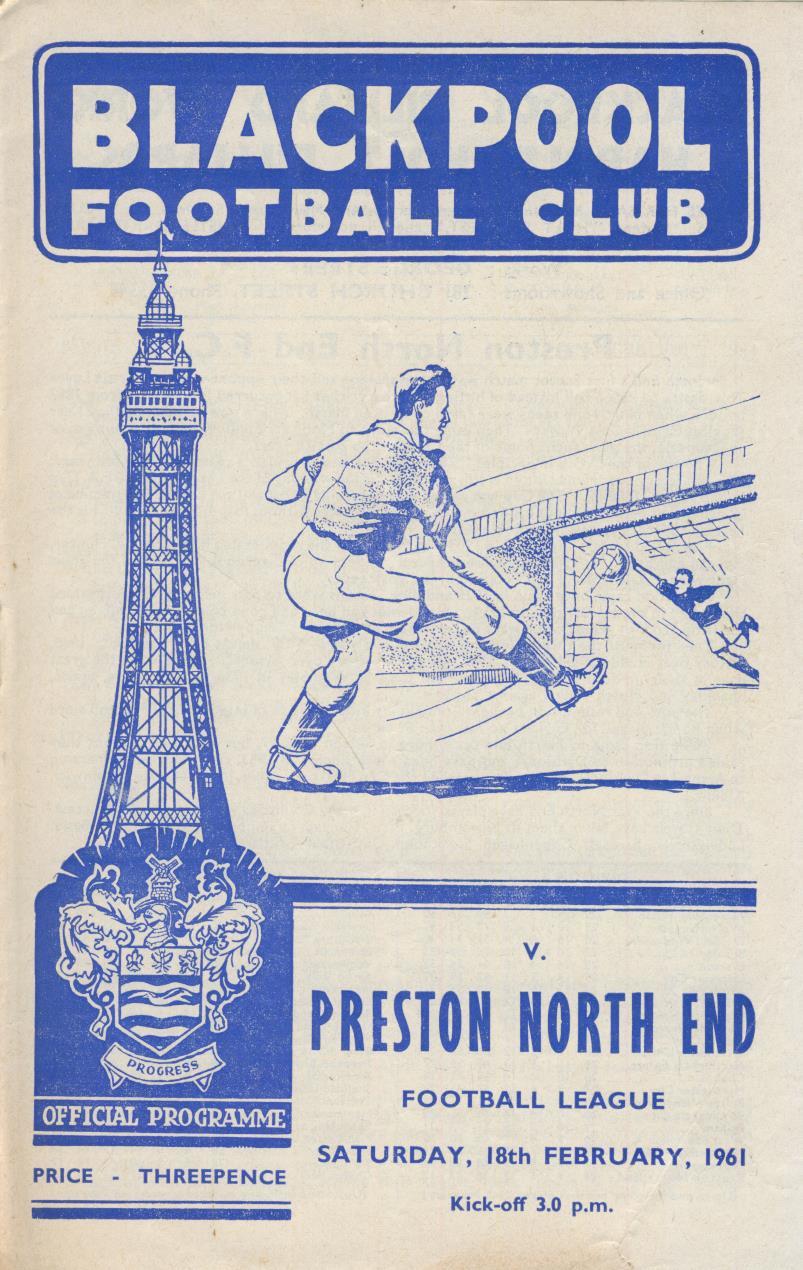 BLACKPOOL
FOOTBALL CLUB
PROGRESS
OFFICIAL PROGRAMME
PRICE - THREEPENCE
V.
PRESTON NORTH END
FOOTBALL LEAGUE
SATURDAY, 18th FEBRUARY, 1961
Kick-off 3.0 p.m.